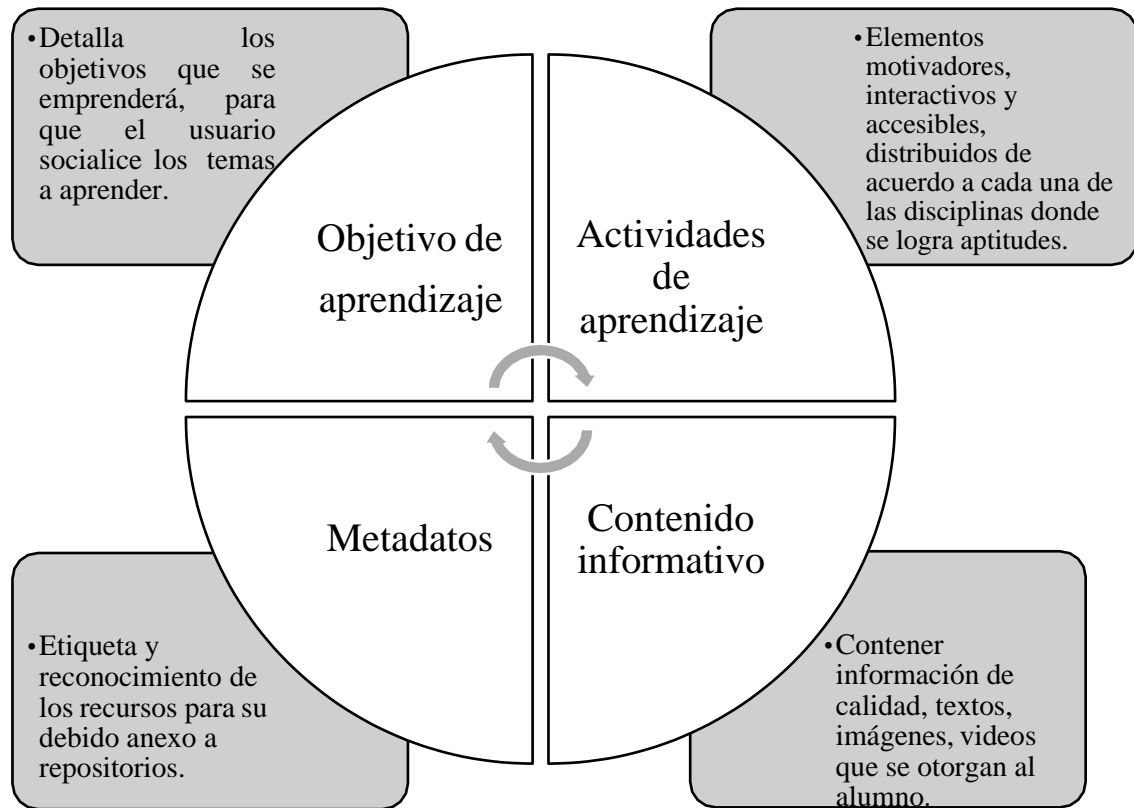 •Detalla los
objetivos que se
emprenderá, para
que el usuario
socialice los temas
a aprender.
•Elementos
motivadores,
interactivos y
accesibles,
distribuidos de
acuerdo a cada una de
las disciplinas donde
se logra aptitudes.
Objetivo de
aprendizaje
Actividades
de
aprendizaje
Metadatos
Contenido
informativo
•Etiqueta y
reconocimiento de
los recursos para su
debido anexo a
repositorios.
•Contener
información de
calidad, textos,
imágenes, videos
que se otorgan al
alumno.